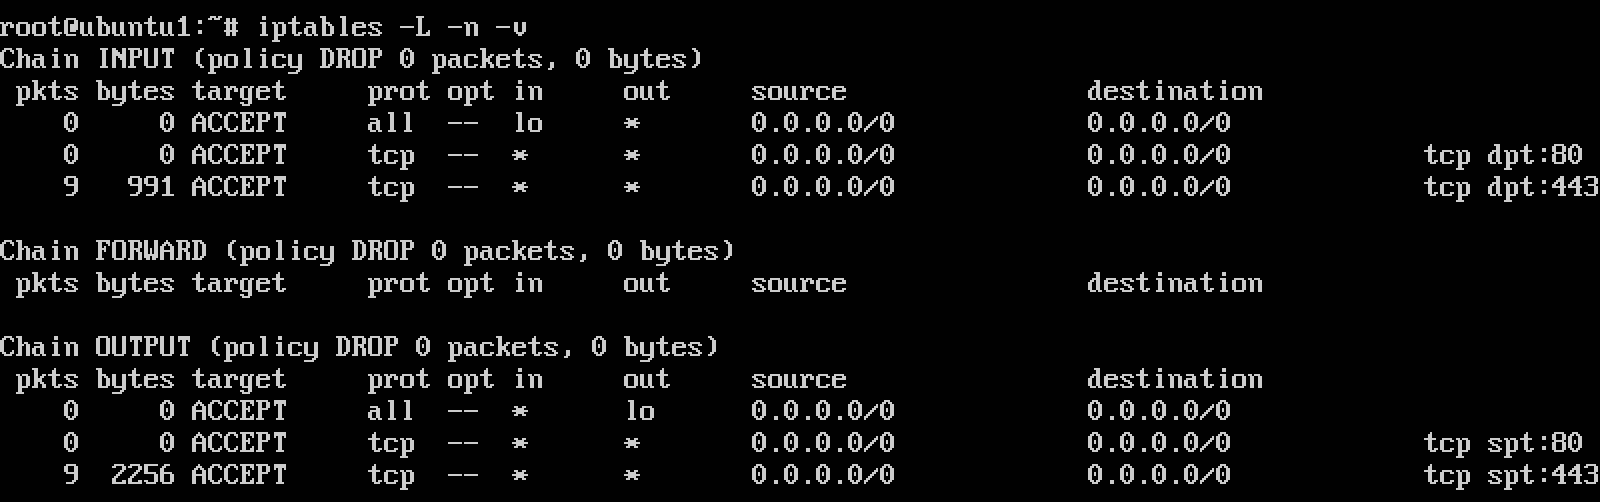 root@ubuntu1:~# iptables -L -n -v
Chain INPUT (policy DROP 0 packets, 0 bytes)
 pkts bytes target     prot opt in     out     source               destination
    0     0 ACCEPT     all  --  lo     *       0.0.0.0/0            0.0.0.0/0
    0     0 ACCEPT     tcp  --  *      *       0.0.0.0/0            0.0.0.0/0            tcp dpt:80
    9   991 ACCEPT     tcp  --  *      *       0.0.0.0/0            0.0.0.0/0            tcp dpt:443

Chain FORWARD (policy DROP 0 packets, 0 bytes)
 pkts bytes target     prot opt in     out     source               destination

Chain OUTPUT (policy DROP 0 packets, 0 bytes)
 pkts bytes target     prot opt in     out     source               destination
    0     0 ACCEPT     all  --  *      lo      0.0.0.0/0            0.0.0.0/0
    0     0 ACCEPT     tcp  --  *      *       0.0.0.0/0            0.0.0.0/0            tcp spt:80
    9  2256 ACCEPT     tcp  --  *      *       0.0.0.0/0            0.0.0.0/0            tcp spt:443